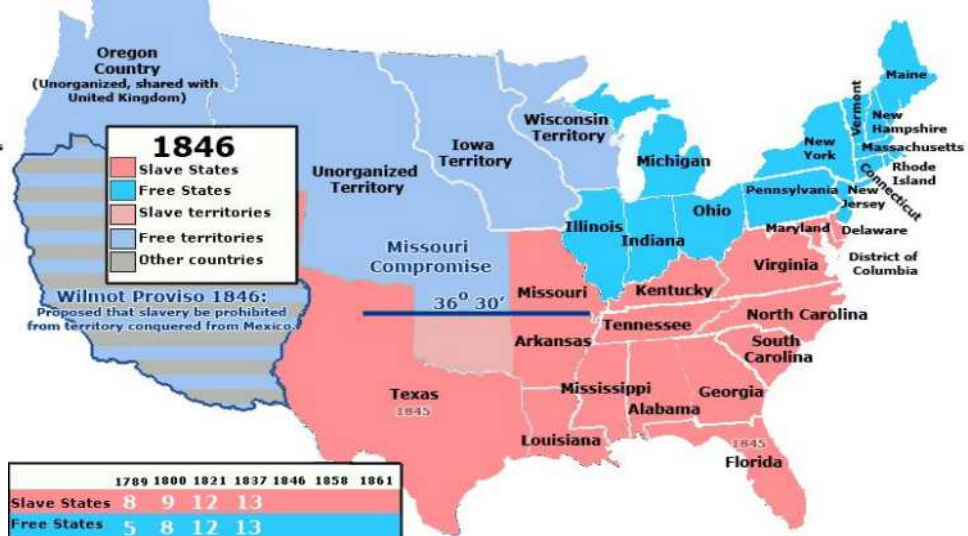 Oregon
Country
(Unorganized, shared with
United Kingdom)
1846
Slave States
Free States
Slave territories
Free territories
Other countries
Wilmot Proviso 1846:
Proposed that slavery be prohibited
from territory conquered from Mexico.
Unorganized
Territory
Iowa
Territory
Wisconsin
Territory
Missouri
Compromise
36° 30'
Michigan
Illinois
Indiana
Ohio
Pennsylvania
New
York
Vermont
Maine
New
Hampshire
Massachusetts
Rhode
Island
Connecticut
New
Jersey
Maryland
Delaware
District of
Columbia
Virginia
Missouri
Kentucky
North Carolina
Tennessee
South
Carolina
Arkansas
Mississippi
Georgia
Alabama
Texas
1845
Louisiana
1845
Florida
1789 1800 1821 1837 1846 1858 1861
Slave States 8 9 12 13
Free States 5 8 12 13